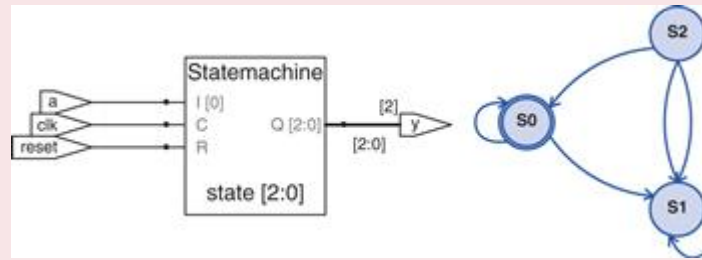 Statemachine
a
I [0]
clk
C
Q [2:0]
[2]
y
reset
R
[2:0]
state [2:0]
S2
S0
S1